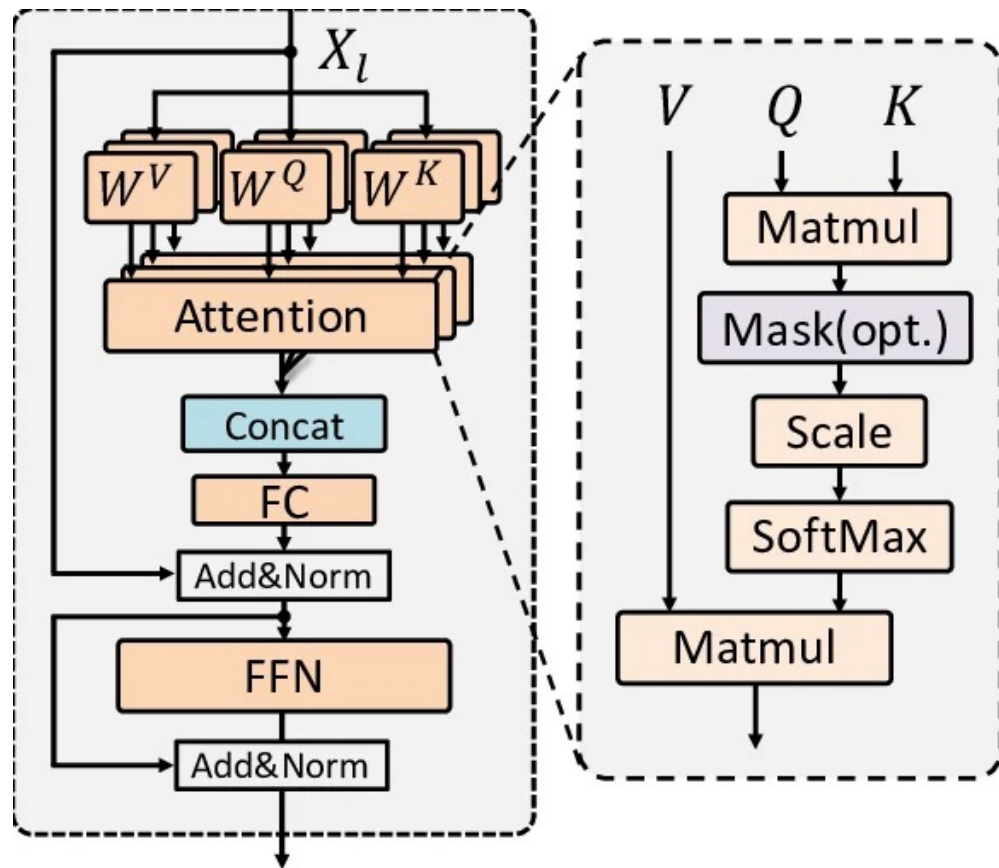 X_l
W^V W^Q W^K
Attention
Concat
FC
Add&Norm
FFN
Add&Norm
V Q K
Matmul
Mask(opt.)
Scale
SoftMax
Matmul